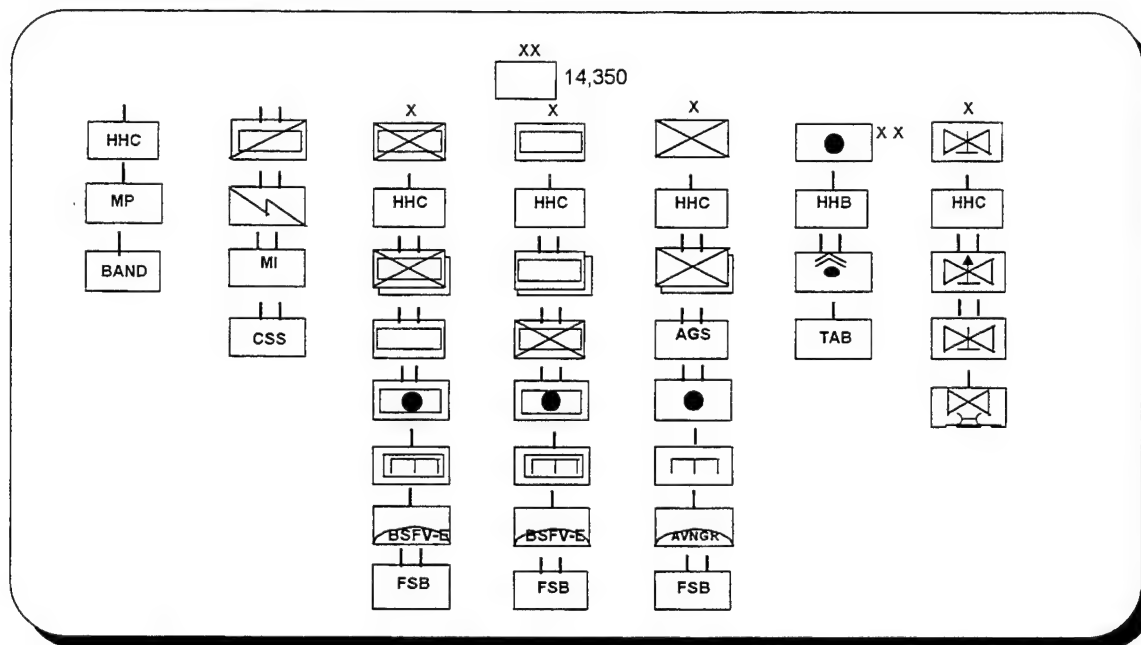 XX
14,350
X
X
X
X X
X
HHC
MP
BAND
MI
CSS
HHC
HHC
HHC
HHB
HHC
AGS
TAB
BSFV-E
BSFV-E
AVNGR
FSB
FSB
FSB